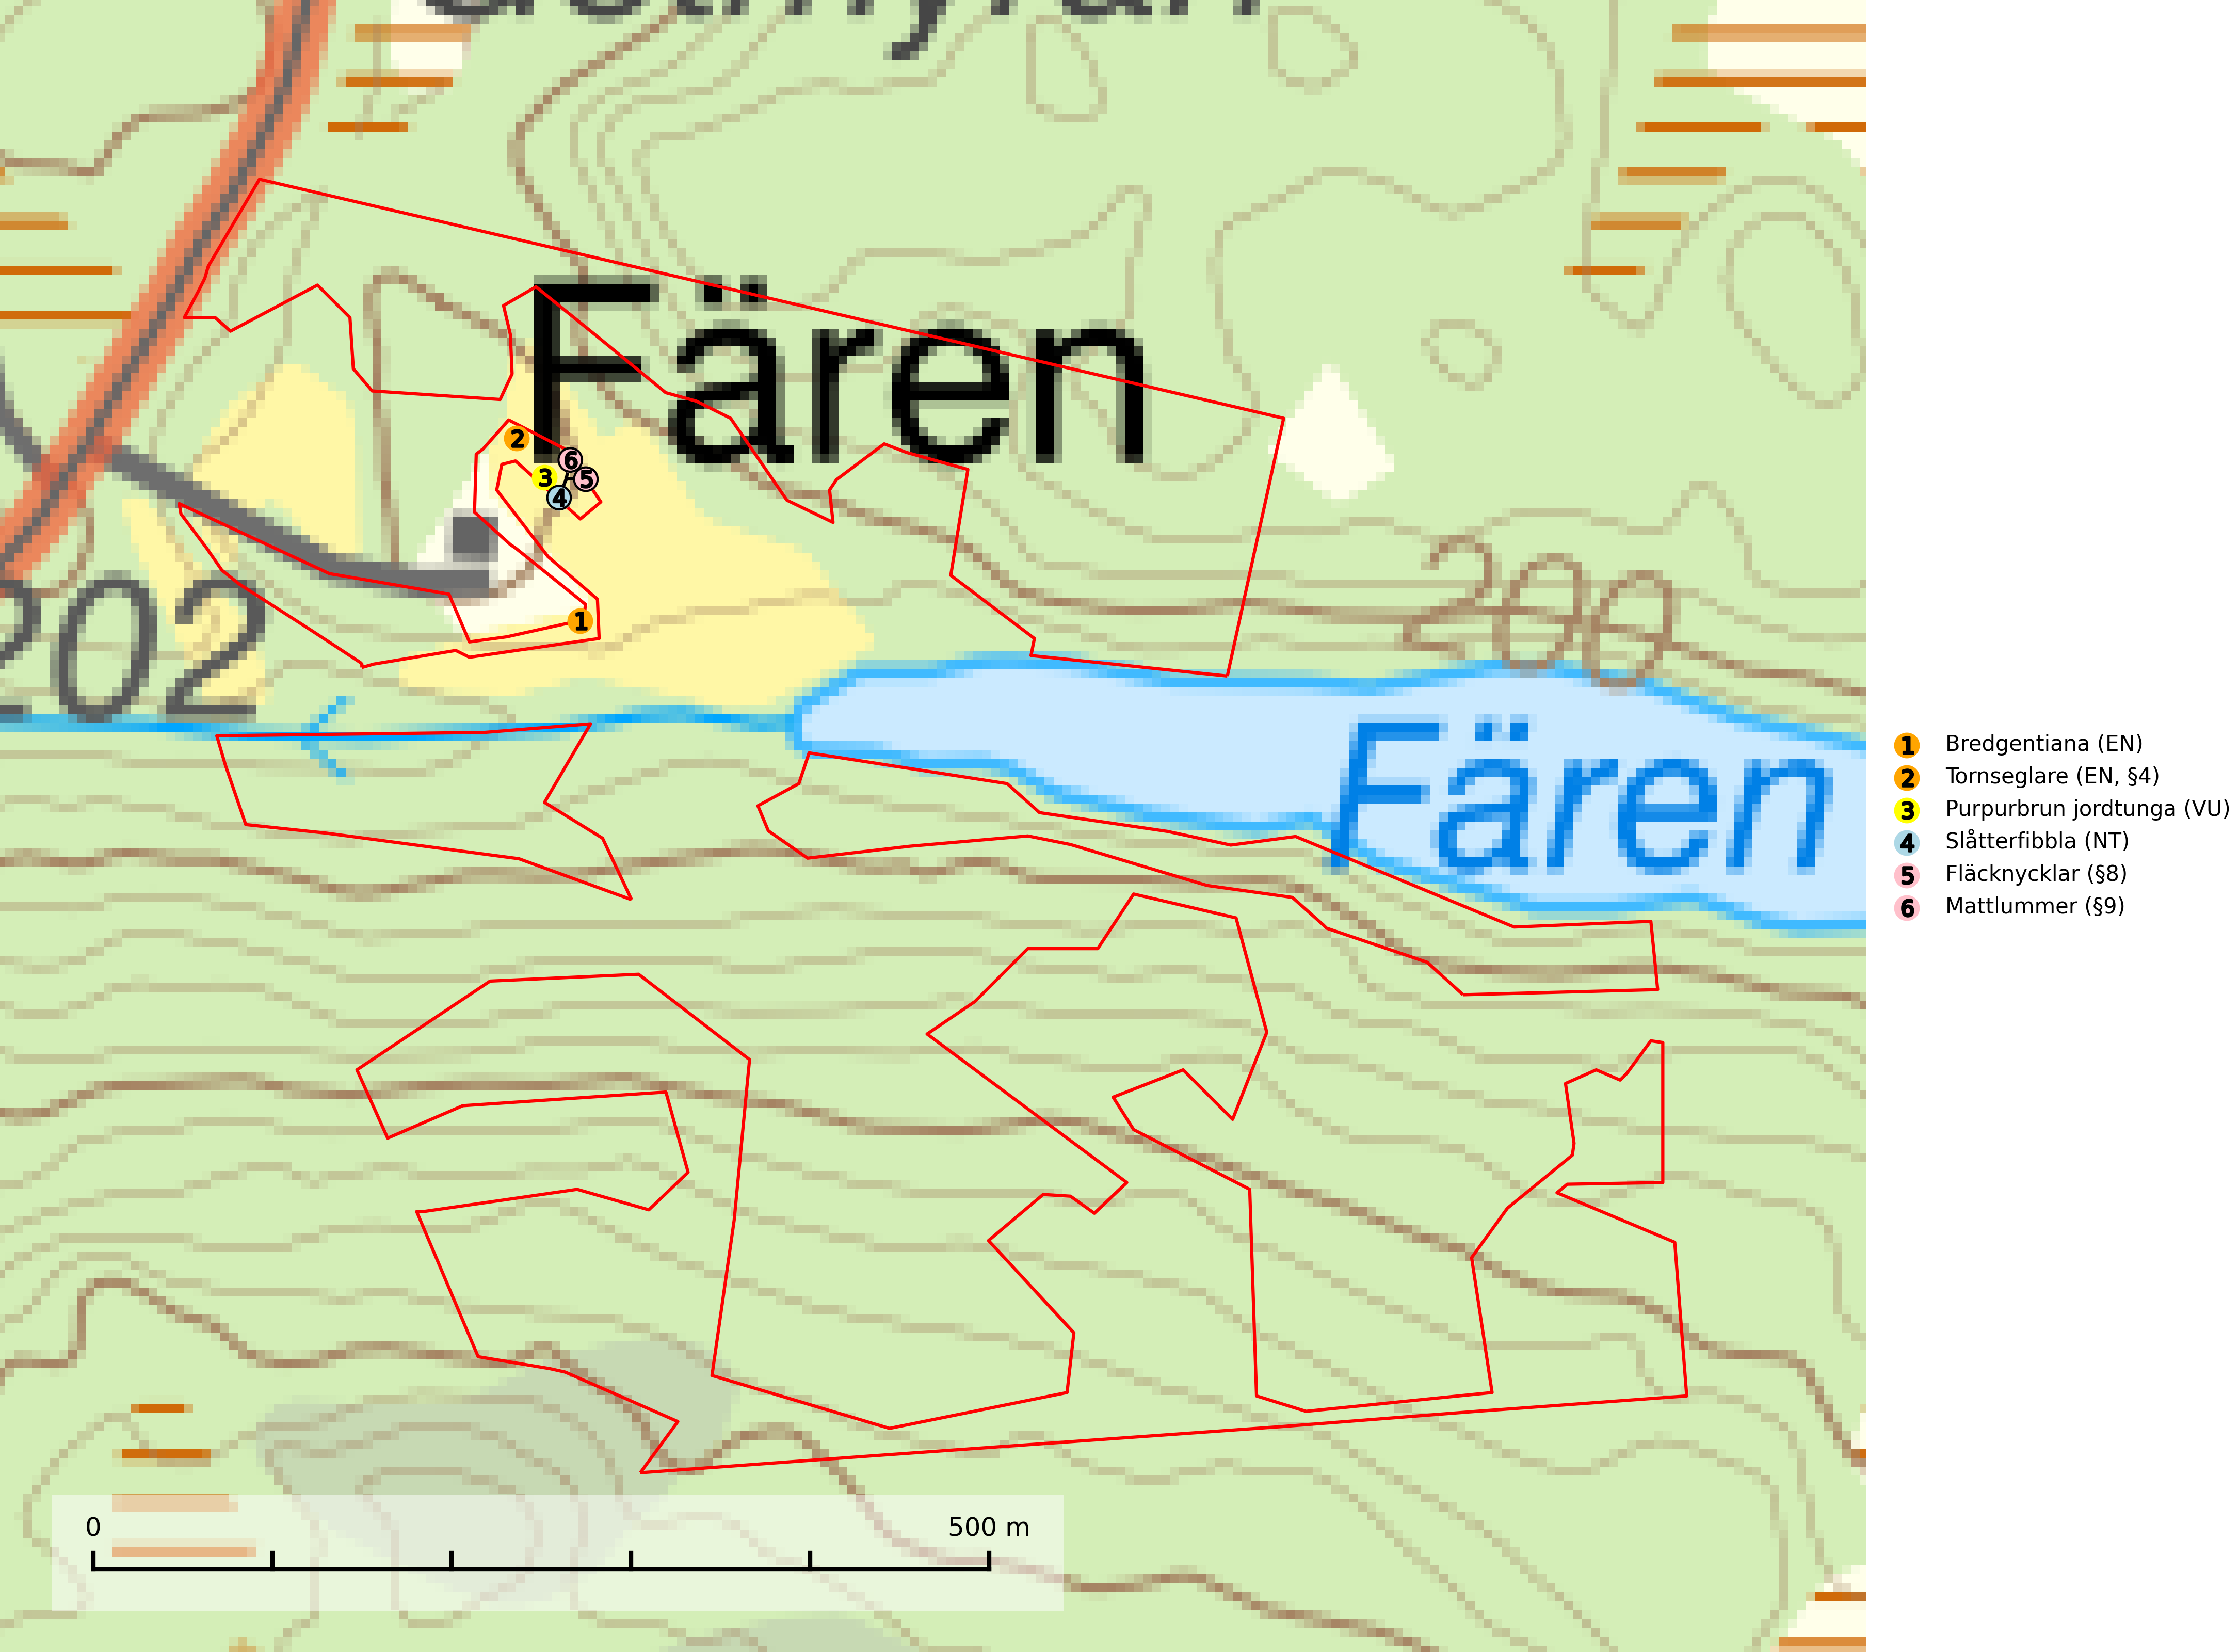 Fären
2
6
3
5
4
200
202
1
Fären
1 Bredgentiana (EN)
2 Tornseglare (EN, §4)
3 Purpurbrun jordtunga (VU)
4 Slåtterfibbla (NT)
5 Fläcknycklar (§8)
6 Mattlummer (§9)
0 500 m